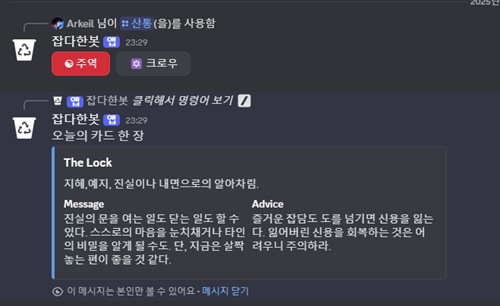 2025년
Arkeil 님이 산통(을)를 사용함
잡다한봇 앱 23:29
주역 크로우
잡다한봇 클릭해서 명령어 보기
잡다한봇 앱 23:29
오늘의 카드 한 장
The Lock
지혜,예지, 진실이나 내면으로의 알아차림.
Message
진실의 문을 여는 일도 닫는 일도 할 수
있다. 스스로의 마음을 눈치채거나 타인
의 비밀을 알게 될 수도. 단, 지금은 살짝
놓는 편이 좋을 것 같다.
Advice
즐거운 잡담도 도를 넘기면 신용을 잃는
다. 잃어버린 신용을 회복하는 것은 어
려우니 주의하라.
이 메시지는 본인만 볼 수 있어요 • 메시지 닫기